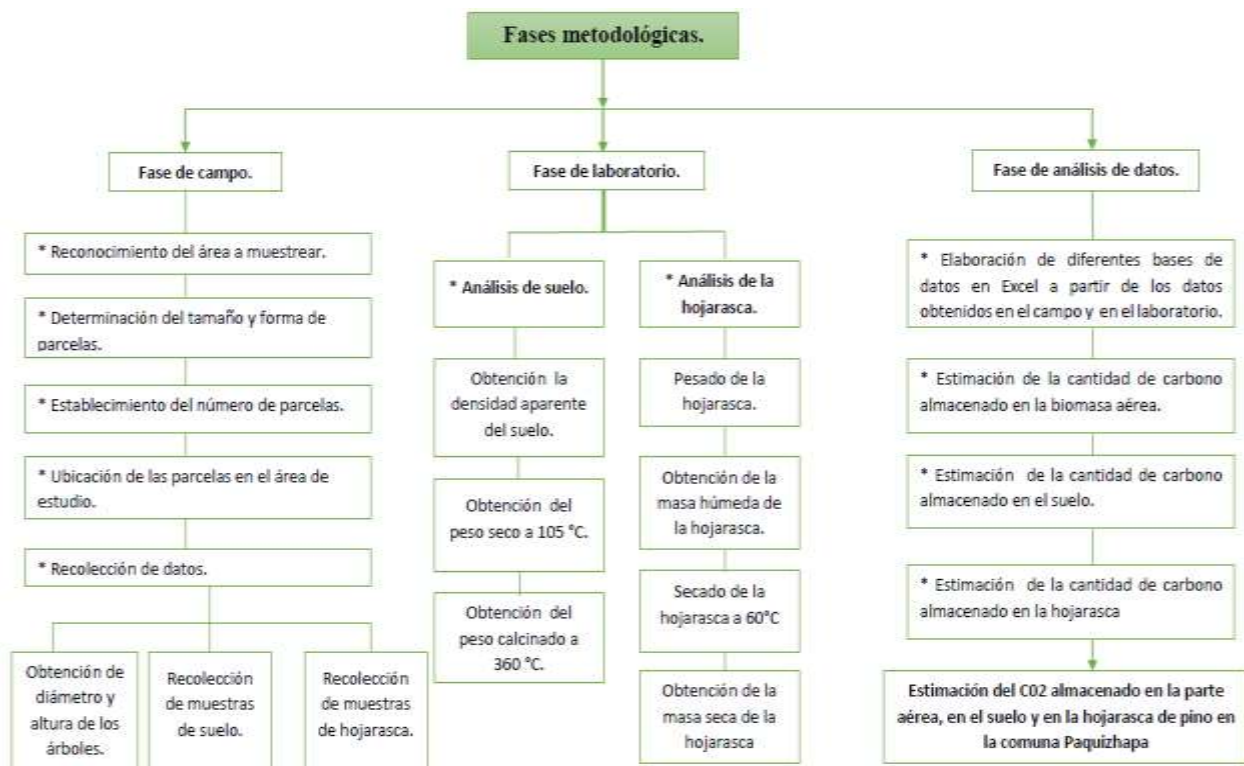 Fases metodológicas.
Fase de campo.
* Reconocimiento del área a muestrear.
* Determinación del tamaño y forma de
parcelas.
* Establecimiento del número de parcelas.
* Ubicación de las parcelas en el área de
estudio.
* Recolección de datos.
Obtención de
diámetro y
altura de los
árboles.
Recolección
de muestras
de suelo.
Recolección
de muestras
de hojarasca.
Fase de laboratorio.
* Análisis de suelo.
Obtención la
densidad aparente
del suelo.
Obtención del
peso seco a 105 °C.
Obtención del
peso calcinado a
360 °C.
* Análisis de la
hojarasca.
Pesado de la
hojarasca.
Obtención de la
masa húmeda de
la hojarasca.
Secado de la
hojarasca a 60°C
Obtención de la
masa seca de la
hojarasca
Fase de análisis de datos.
* Elaboración de diferentes bases de
datos en Excel a partir de los datos
obtenidos en el campo y en el laboratorio.
* Estimación de la cantidad de carbono
almacenado en la biomasa aérea.
* Estimación de la cantidad de carbono
almacenado en el suelo.
* Estimación de la cantidad de carbono
almacenado en la hojarasca
Estimación del C02 almacenado en la parte
aérea, en el suelo y en la hojarasca de pino en
la comuna Paquizhapa